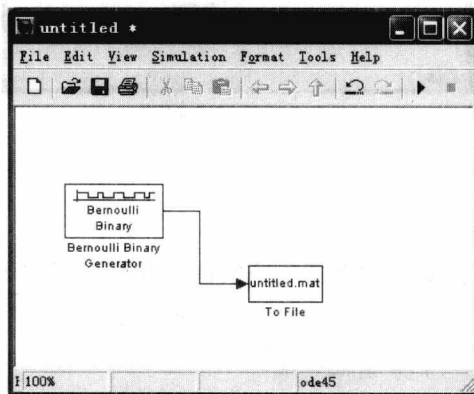 untitled *
File Edit View Simulation Format Tools Help
Bernoulli
Binary
Bernoulli Binary
Generator
untitled.mat
To File
100%
ode45